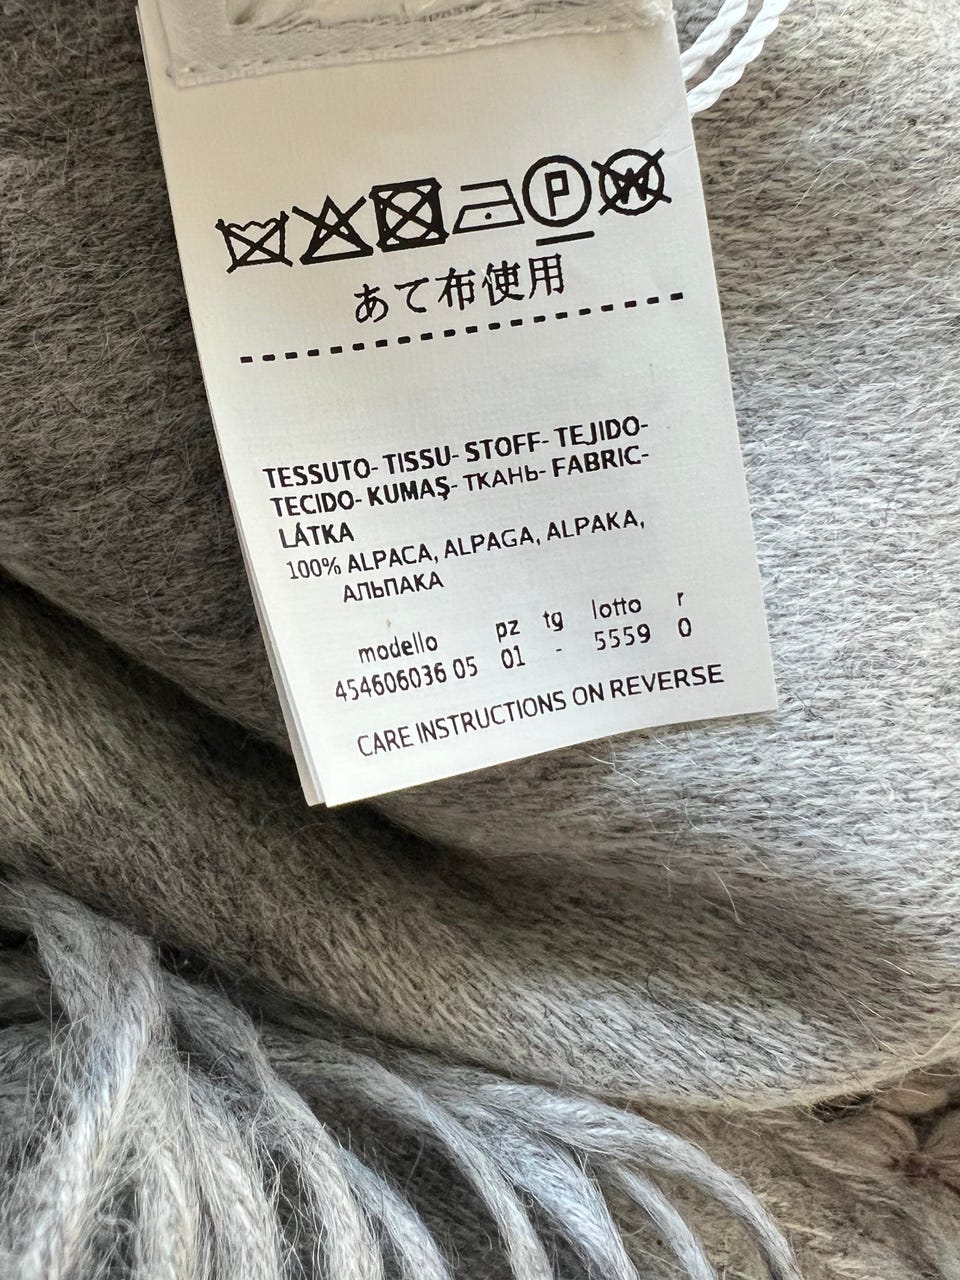 P W
あて布使用
TESSUTO- TISSU- STOFF- TEJIDO-
TECIDO- KUMAŞ- ТКАНЬ- FABRIC-
LÁTKA
100% ALPACA, ALPAGA, ALPAKA,
АЛЬПАКА
modello pz tg lotto r
454606036 05 01 - 5559 0
CARE INSTRUCTIONS ON REVERSE